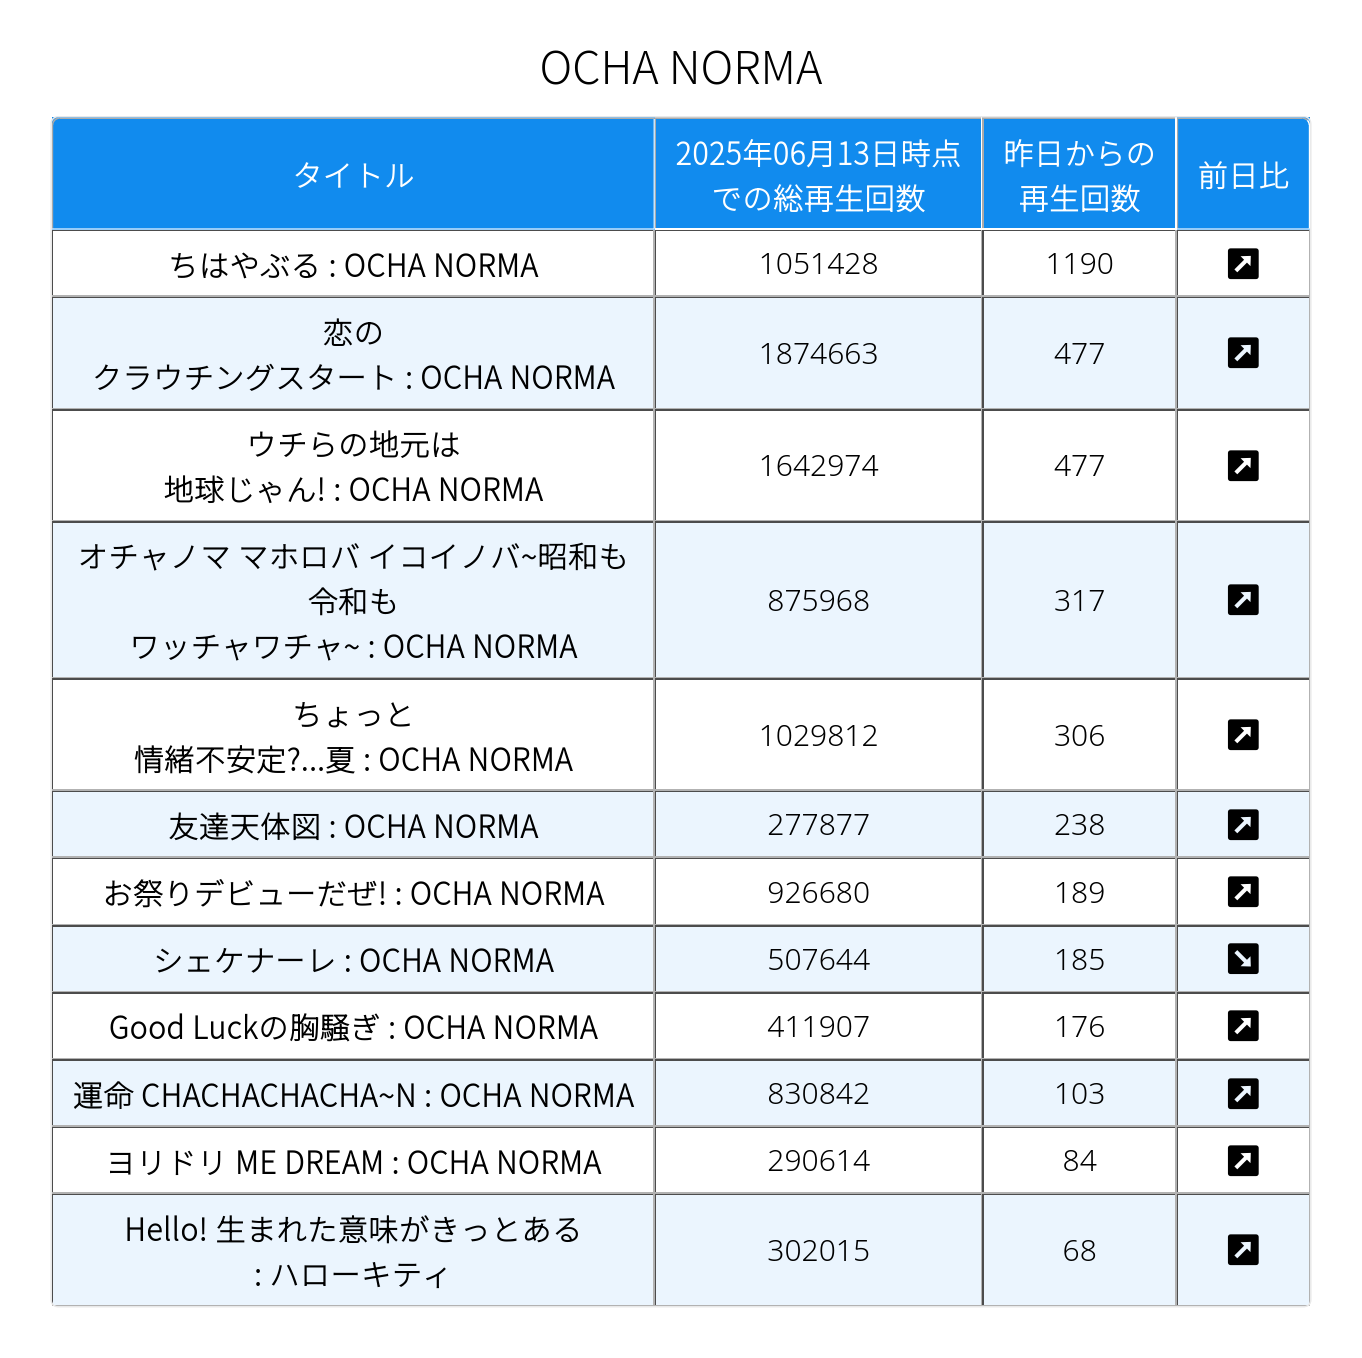 OCHA NORMA
タイトル
2025年06月13日時点
での総再生回数
昨日からの
再生回数
前日比
ちはやぶる : OCHA NORMA
1051428
1190
恋の
クラウチングスタート : OCHA NORMA
1874663
477
ウチらの地元は
地球じゃん! : OCHA NORMA
1642974
477
オチャノマ マホロバ イコイノバ~昭和も
令和も
ワッチャワチャ~ : OCHA NORMA
875968
317
ちょっと
情緒不安定?...夏 : OCHA NORMA
1029812
306
友達天体図 : OCHA NORMA
277877
238
お祭りデビューだぜ! : OCHA NORMA
926680
189
シェケナーレ : OCHA NORMA
507644
185
Good Luckの胸騒ぎ : OCHA NORMA
411907
176
運命 CHACHACHACHA~N : OCHA NORMA
830842
103
ヨリドリ ME DREAM : OCHA NORMA
290614
84
Hello! 生まれた意味がきっとある
: ハローキティ
302015
68